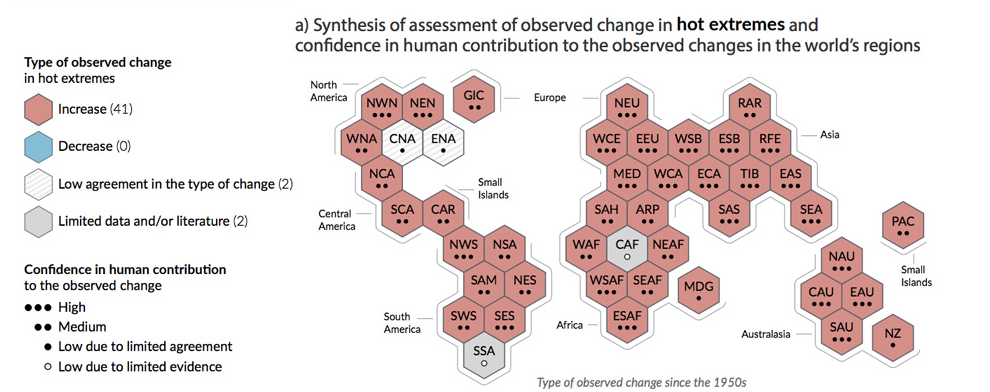 a) Synthesis of assessment of observed change in hot extremes and
confidence in human contribution to the observed changes in the world's regions
Type of observed change
in hot extremes
Increase (41)
Decrease (0)
Low agreement in the type of change (2)
Limited data and/or literature (2)
Confidence in human contribution
to the observed change
High
Medium
Low due to limited agreement
Low due to limited evidence
North
America
NWN
NEN
GIC
WNA
CNA
ENA
NCA
Small
Islands
Central
America
SCA
CAR
NWS
NSA
SAM
NES
South
America
SWS
SES
SSA
Europe
NEU
RAR
WCE
EEU
WSB
ESB
RFE
Asia
MED
WCA
ECA
TIB
EAS
SAH
ARP
SAS
SEA
WAF
CAF
NEAF
WSAF
SEAF
MDG
Africa
ESAF
PAC
Small
Islands
NAU
CAU
EAU
Australasia
SAU
NZ
Type of observed change since the 1950s